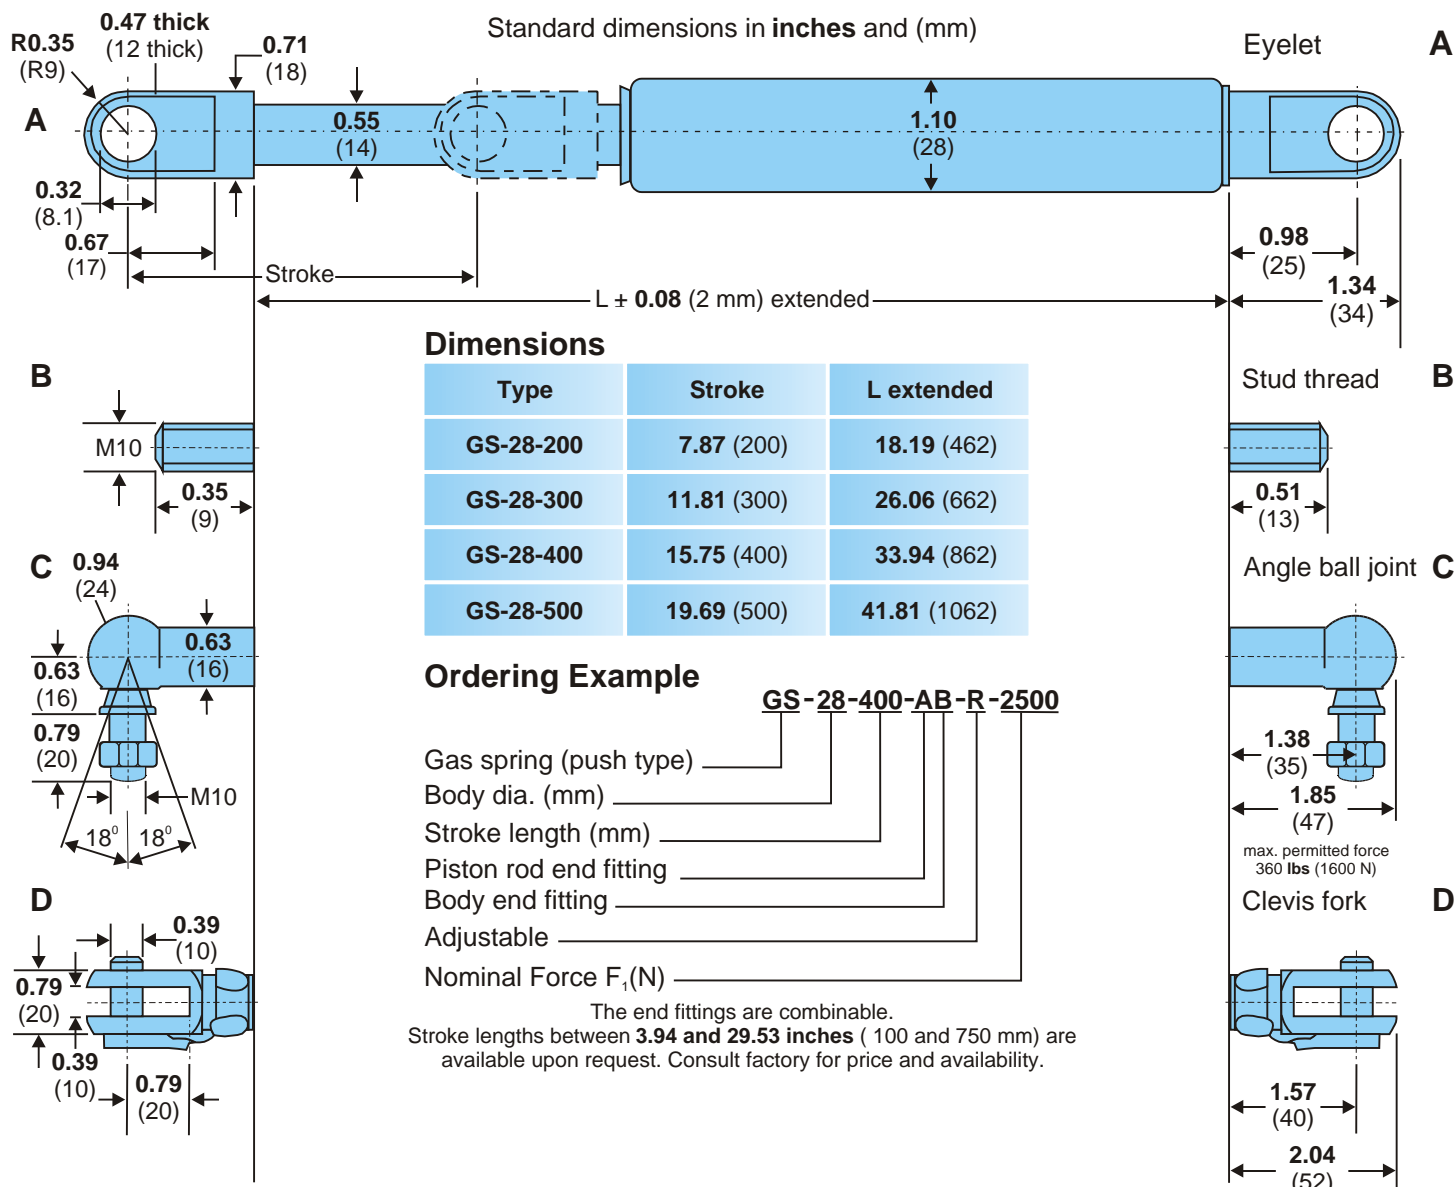 Standard dimensions in inches and (mm)
0.47 thick
(12 thick)
R0.35
(R9)
0.71
(18)
Eyelet
A
A
0.55
(14)
1.10
(28)
0.32
(8.1)
0.67
(17)
Stroke
0.98
(25)
L ± 0.08 (2 mm) extended
1.34
(34)
Dimensions
Type Stroke L extended
GS-28-200 7.87 (200) 18.19 (462)
GS-28-300 11.81 (300) 26.06 (662)
GS-28-400 15.75 (400) 33.94 (862)
GS-28-500 19.69 (500) 41.81 (1062)
B
M10
0.35
(9)
Stud thread
B
0.51
(13)
C
0.94
(24)
0.63
(16)
0.63
(16)
0.79
(20)
M10
18⁰
18⁰
Angle ball joint
C
1.38
(35)
1.85
(47)
max. permitted force
360 lbs (1600 N)
Ordering Example
GS-28-400-AB-R-2500
Gas spring (push type)
Body dia. (mm)
Stroke length (mm)
Piston rod end fitting
Body end fitting
Adjustable
Nominal Force F₁(N)
The end fittings are combinable.
Stroke lengths between 3.94 and 29.53 inches ( 100 and 750 mm) are
available upon request. Consult factory for price and availability.
D
0.39
(10)
0.79
(20)
0.39
(10)
0.79
(20)
Clevis fork
D
1.57
(40)
2.04
(52)